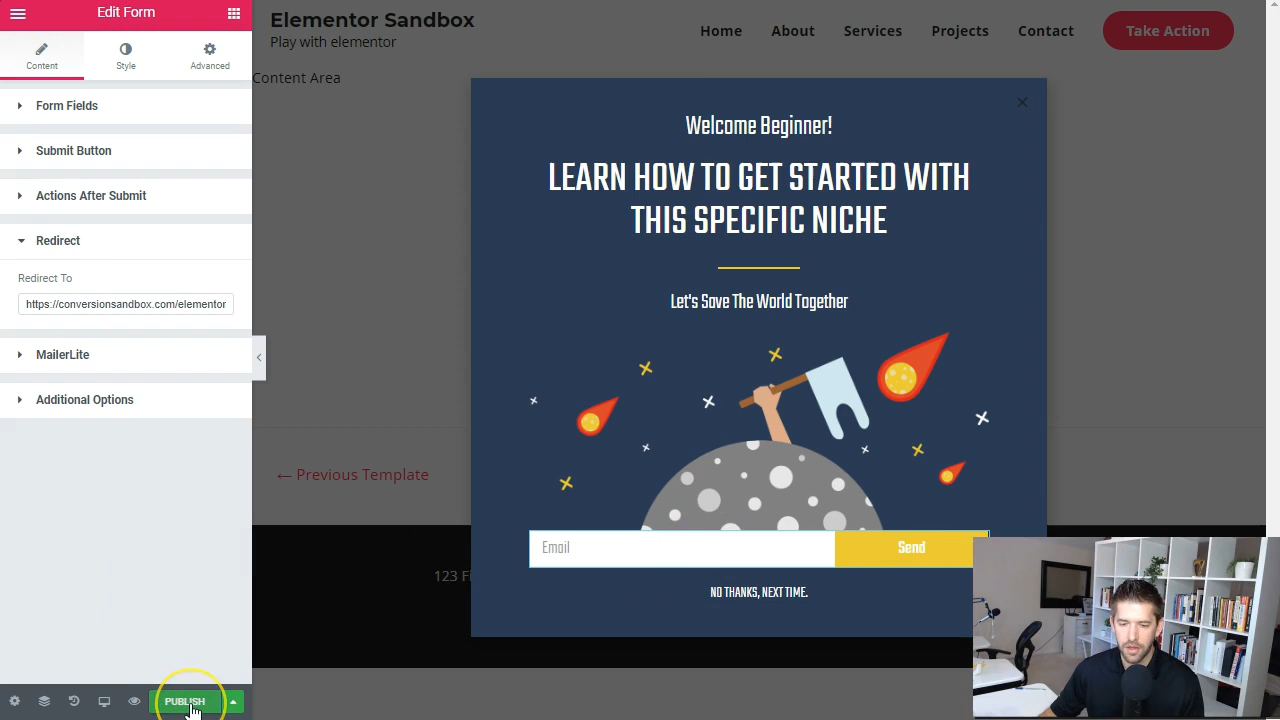 Edit Form
Content
Style
Advanced
Form Fields
Submit Button
Actions After Submit
Redirect
Redirect To
https://conversionsandbox.com/elementor
MailerLite
Additional Options
PUBLISH
Elementor Sandbox
Play with elementor
Home
About
Services
Projects
Contact
Take Action
Content Area
Welcome Beginner!
LEARN HOW TO GET STARTED WITH
THIS SPECIFIC NICHE
Let's Save The World Together
Email
Send
NO THANKS, NEXT TIME.
← Previous Template
123